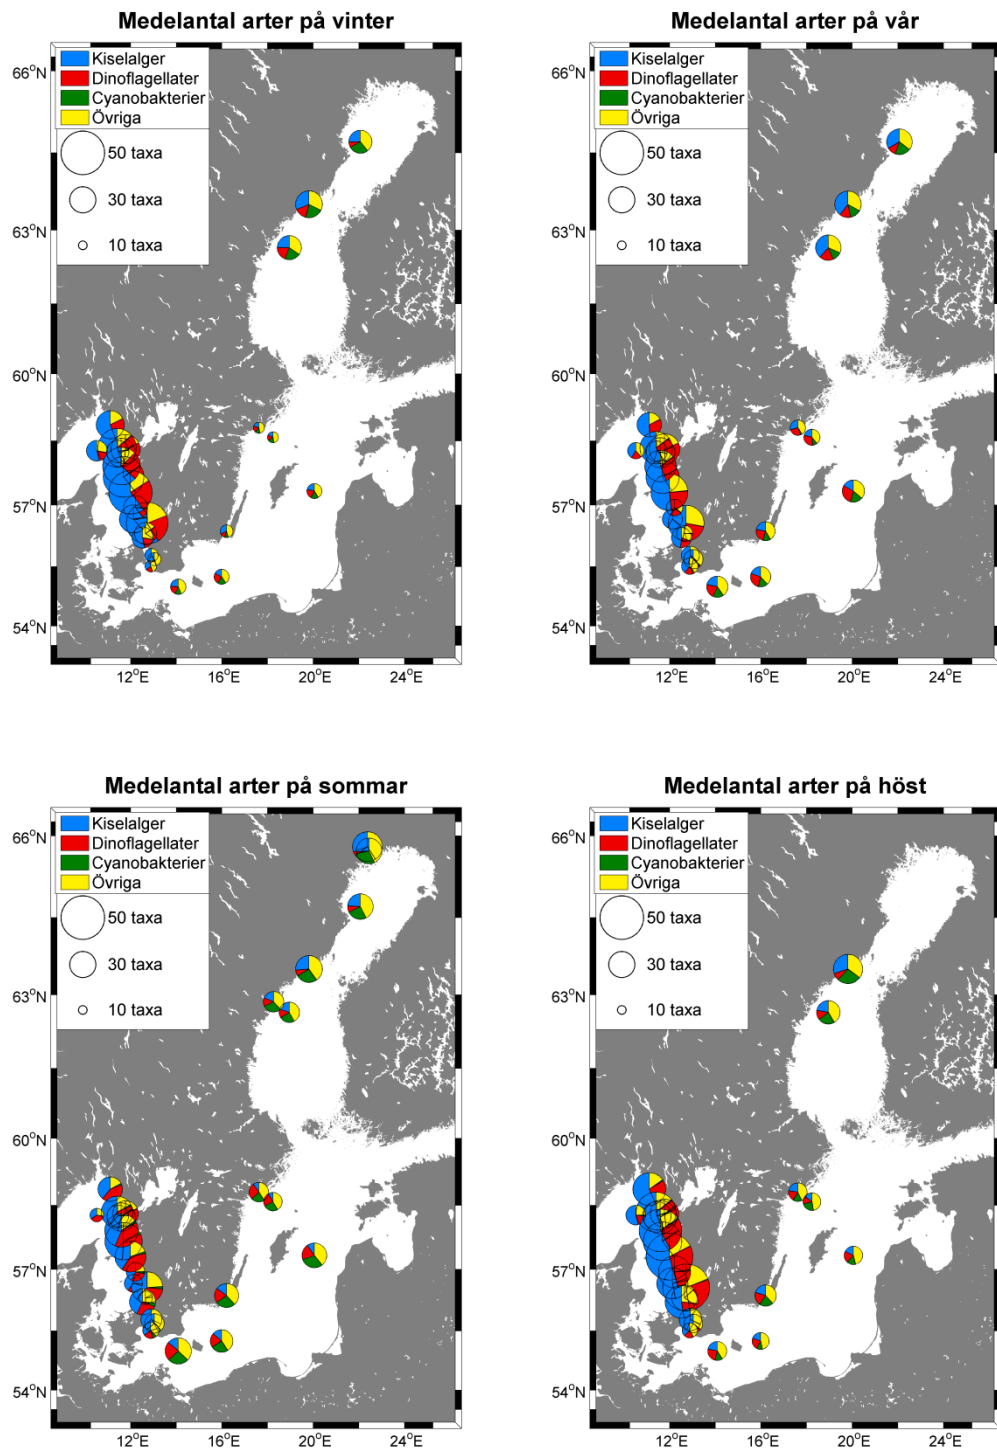 Medelantal arter på vinter
Kiselalger
Dinoflagellater
Cyanobakterier
Övriga
50 taxa
30 taxa
10 taxa
66°N
63°N
60°N
57°N
54°N
12°E
16°E
20°E
24°E
Medelantal arter på vår
Kiselalger
Dinoflagellater
Cyanobakterier
Övriga
50 taxa
30 taxa
10 taxa
66°N
63°N
60°N
57°N
54°N
12°E
16°E
20°E
24°E
Medelantal arter på sommar
Kiselalger
Dinoflagellater
Cyanobakterier
Övriga
50 taxa
30 taxa
10 taxa
66°N
63°N
60°N
57°N
54°N
12°E
16°E
20°E
24°E
Medelantal arter på höst
Kiselalger
Dinoflagellater
Cyanobakterier
Övriga
50 taxa
30 taxa
10 taxa
66°N
63°N
60°N
57°N
54°N
12°E
16°E
20°E
24°E